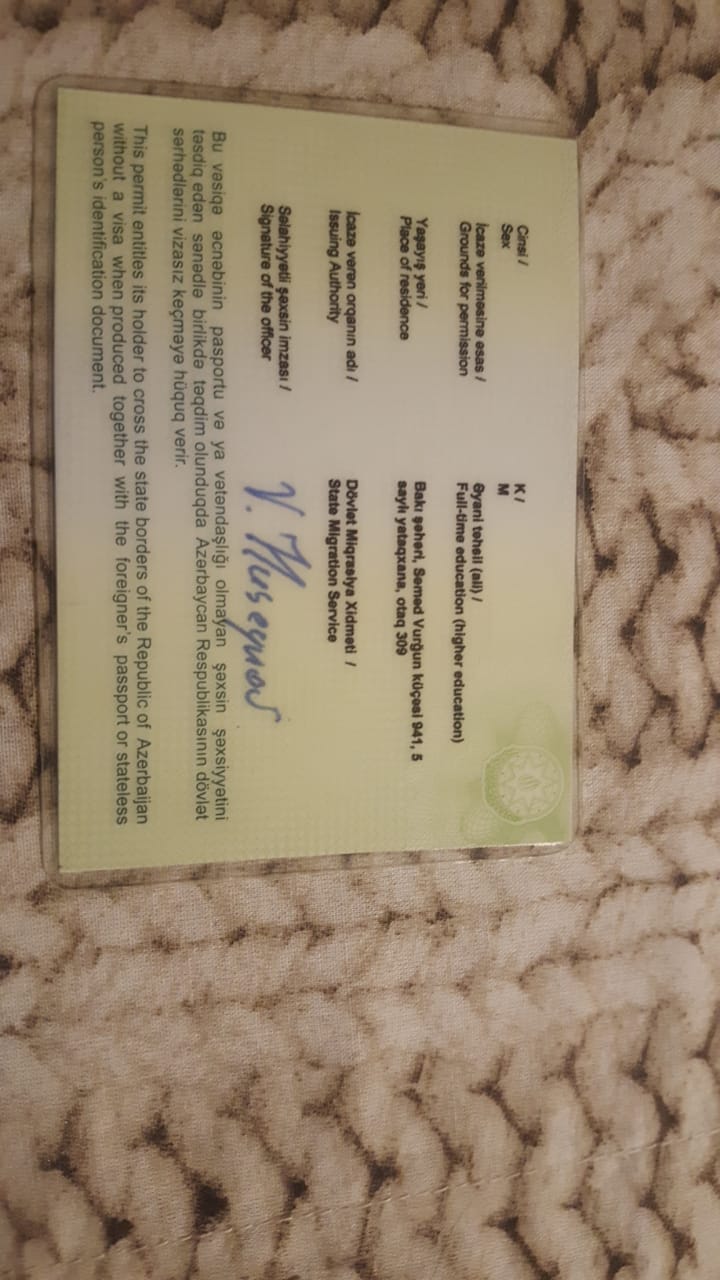 Cinsi /
Sex
K /
M
İcazə verilməsinə əsas /
Grounds for permission
Əyani təhsil (ali) /
Full-time education (higher education)
Yaşayış yeri /
Place of residence
Bakı şəhəri, Səməd Vurğun küçəsi 941, 5
saylı yataqxana, otaq 309
İcazə verən orqanın adı /
Issuing Authority
Dövlət Miqrasiya Xidməti /
State Migration Service
Səlahiyyətli şəxsin imzası /
Signature of the officer
Bu vəsiqə əcnəbinin pasportu və ya vətəndaşlığı olmayan şəxsin şəxsiyyətini
təsdiq edən sənədlə birlikdə təqdim olunduqda Azərbaycan Respublikasının dövlət
sərhədlərini vizasız keçməyə hüquq verir.
This permit entitles its holder to cross the state borders of the Republic of Azerbaijan
without a visa when produced together with the foreigner's passport or stateless
person's identification document.